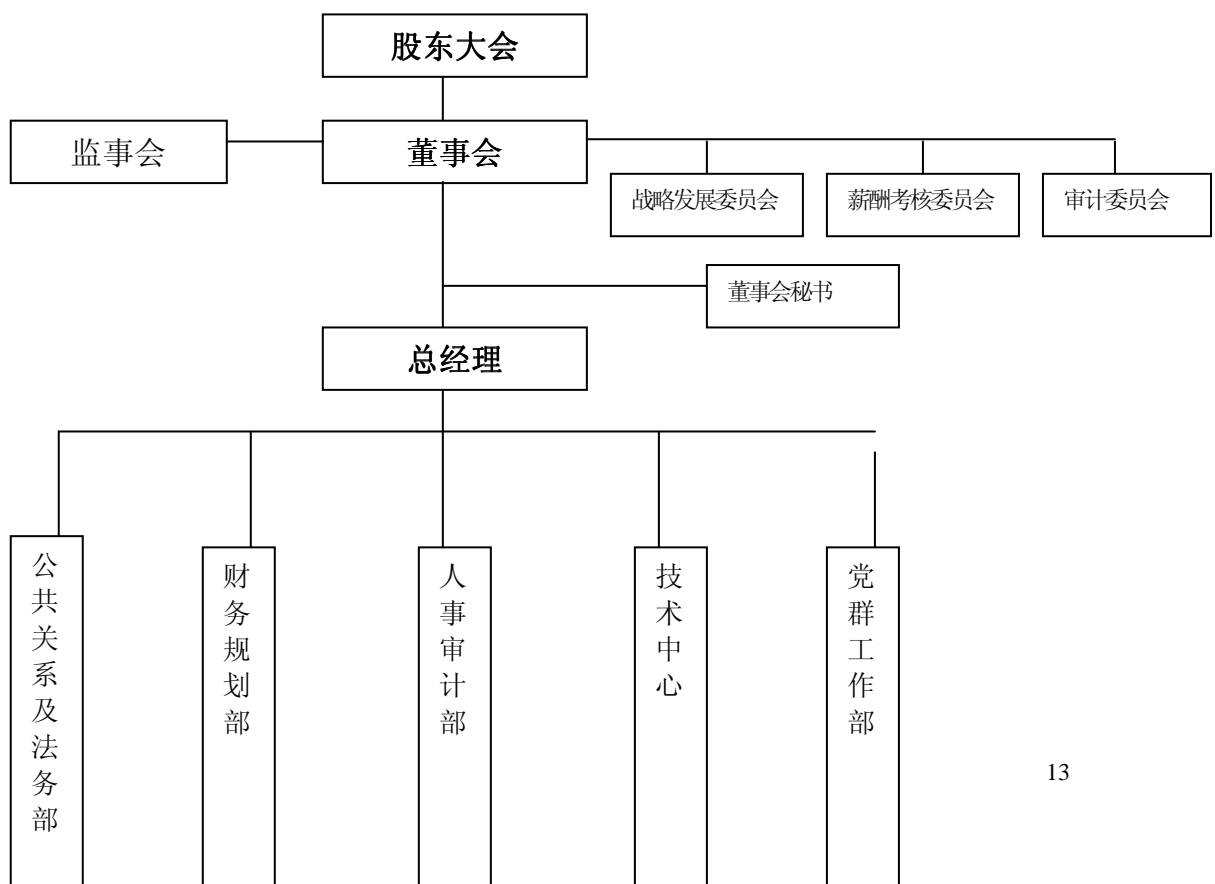 股东大会
监事会
董事会
战略发展委员会
薪酬考核委员会
审计委员会
董事会秘书
总经理
公共关系及法务部
财务规划部
人事审计部
技术中心
党群工作部
13